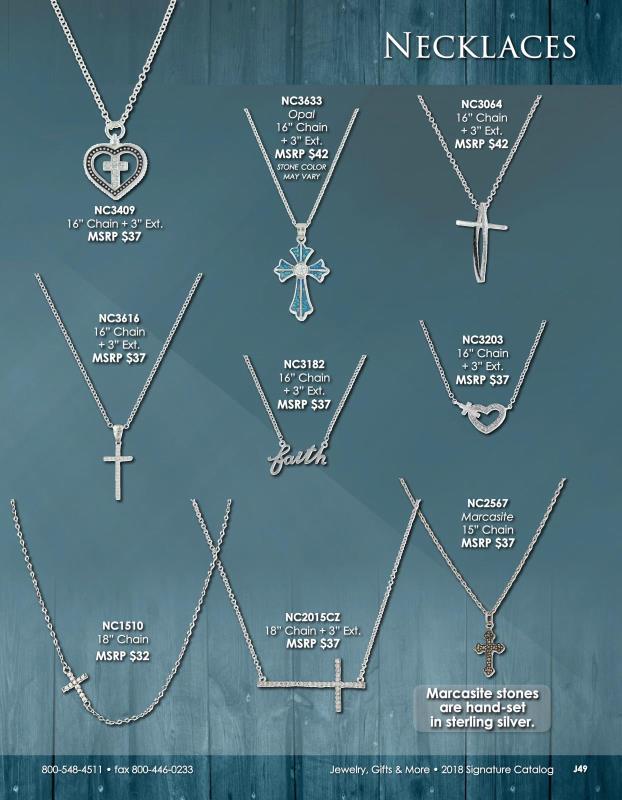 NECKLACES
NC3409
16" Chain + 3" Ext.
MSRP $37
NC3633
Opal
16" Chain
+ 3" Ext.
MSRP $42
STONE COLOR
MAY VARY
NC3064
16" Chain
+ 3" Ext.
MSRP $42
NC3616
16" Chain
+ 3" Ext.
MSRP $37
NC3182
16" Chain
+ 3" Ext.
MSRP $37
faith
NC3203
16" Chain
+ 3" Ext.
MSRP $37
NC1510
18" Chain
MSRP $32
NC2015CZ
18" Chain + 3" Ext.
MSRP $37
NC2567
Marcasite
15" Chain
MSRP $37
Marcasite stones
are hand-set
in sterling silver.
800-548-4511 • fax 800-446-0233
Jewelry, Gifts & More • 2018 Signature Catalog J49